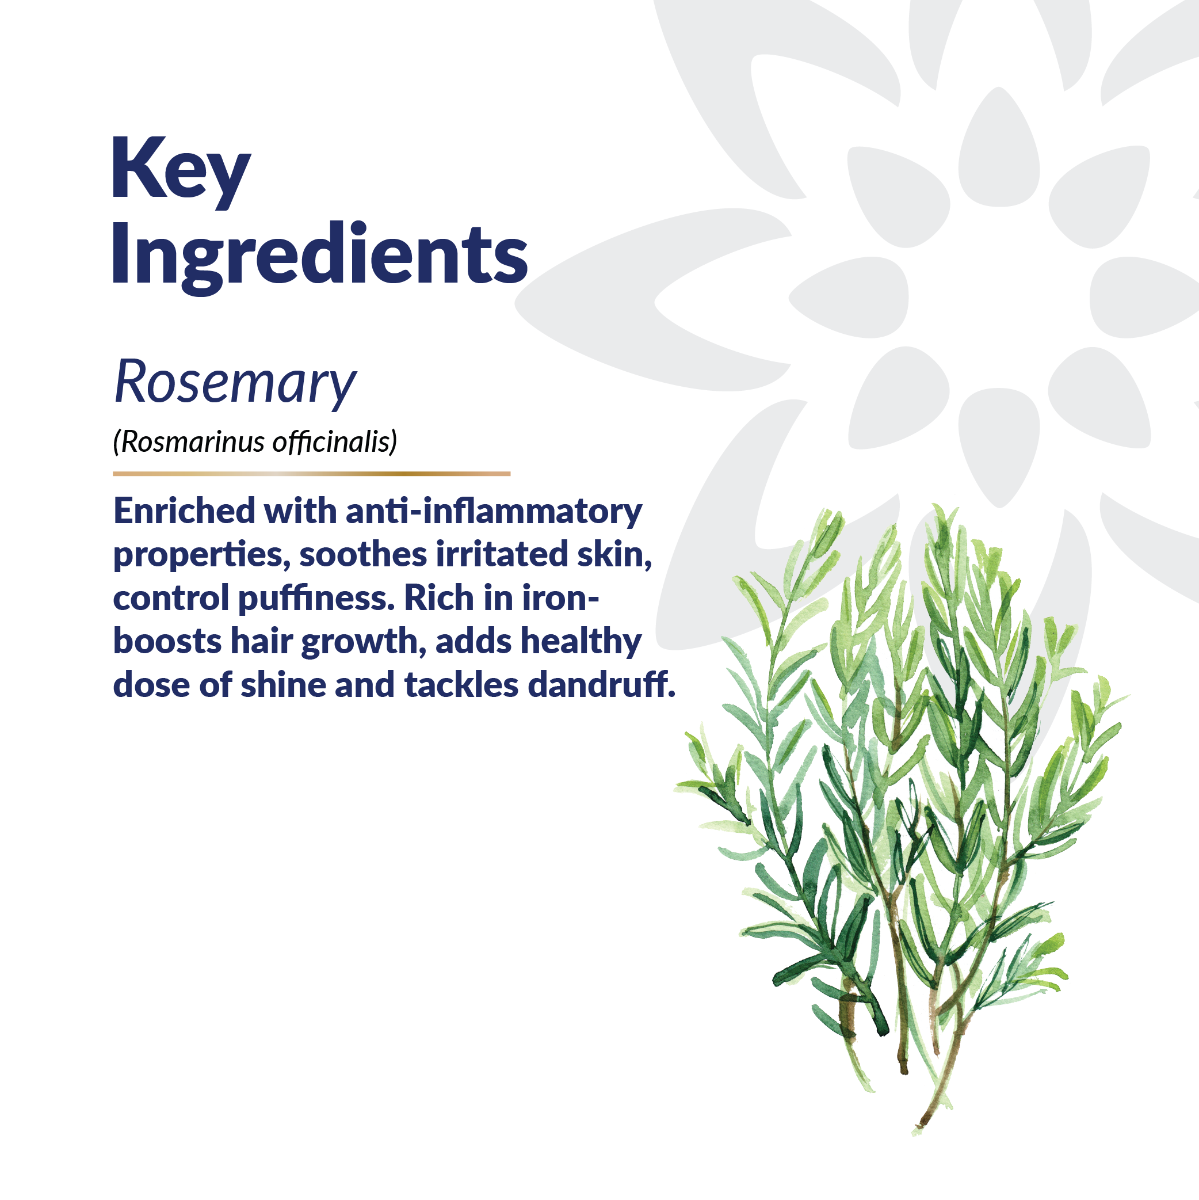 Key
Ingredients
Rosemary
(Rosmarinus officinalis)
Enriched with anti-inflammatory
properties, soothes irritated skin,
control puffiness. Rich in iron-
boosts hair growth, adds healthy
dose of shine and tackles dandruff.